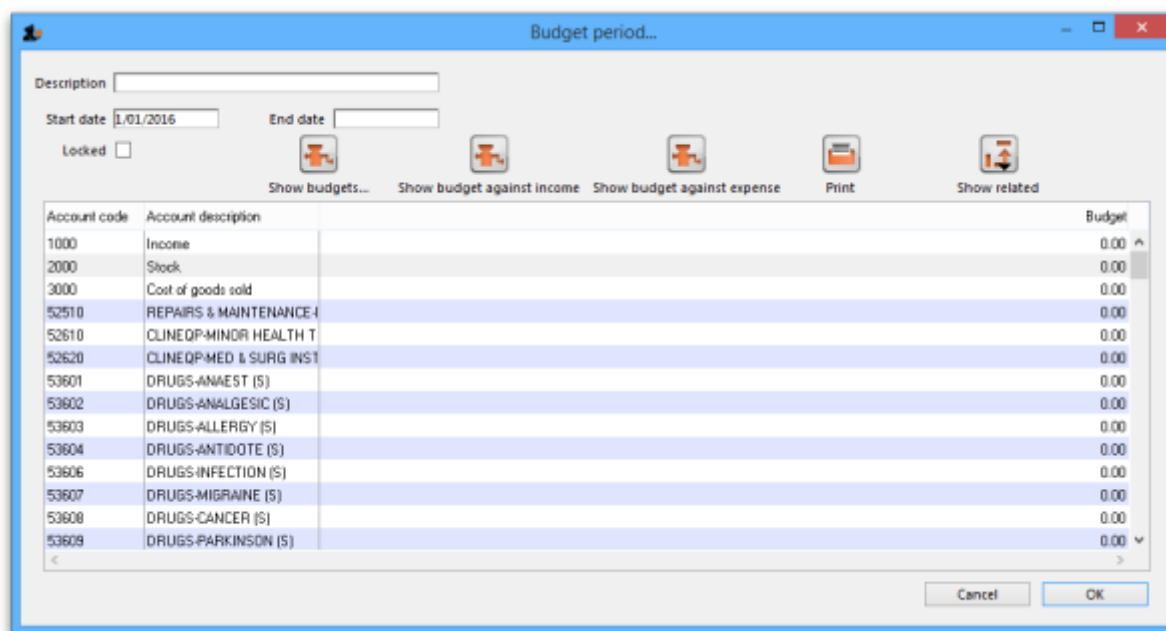 Budget period...
Description
Start date 1/01/2016 End date
Locked
Show budgets... Show budget against income Show budget against expense Print Show related
Account code Account description Budget
1000 Income 0.00
2000 Stock 0.00
3000 Cost of goods sold 0.00
52510 REPAIRS & MAINTENANCE- 0.00
52610 CLINEQP-MINOR HEALTH T 0.00
52620 CLINEQP-MED & SURG INST 0.00
53601 DRUGS-ANAEST (S) 0.00
53602 DRUGS-ANALGESIC (S) 0.00
53603 DRUGS-ALLERGY (S) 0.00
53604 DRUGS-ANTIDOTE (S) 0.00
53606 DRUGS-INFECTION (S) 0.00
53607 DRUGS-MIGRAINE (S) 0.00
53608 DRUGS-CANCER (S) 0.00
53609 DRUGS-PARKINSON (S) 0.00
Cancel OK